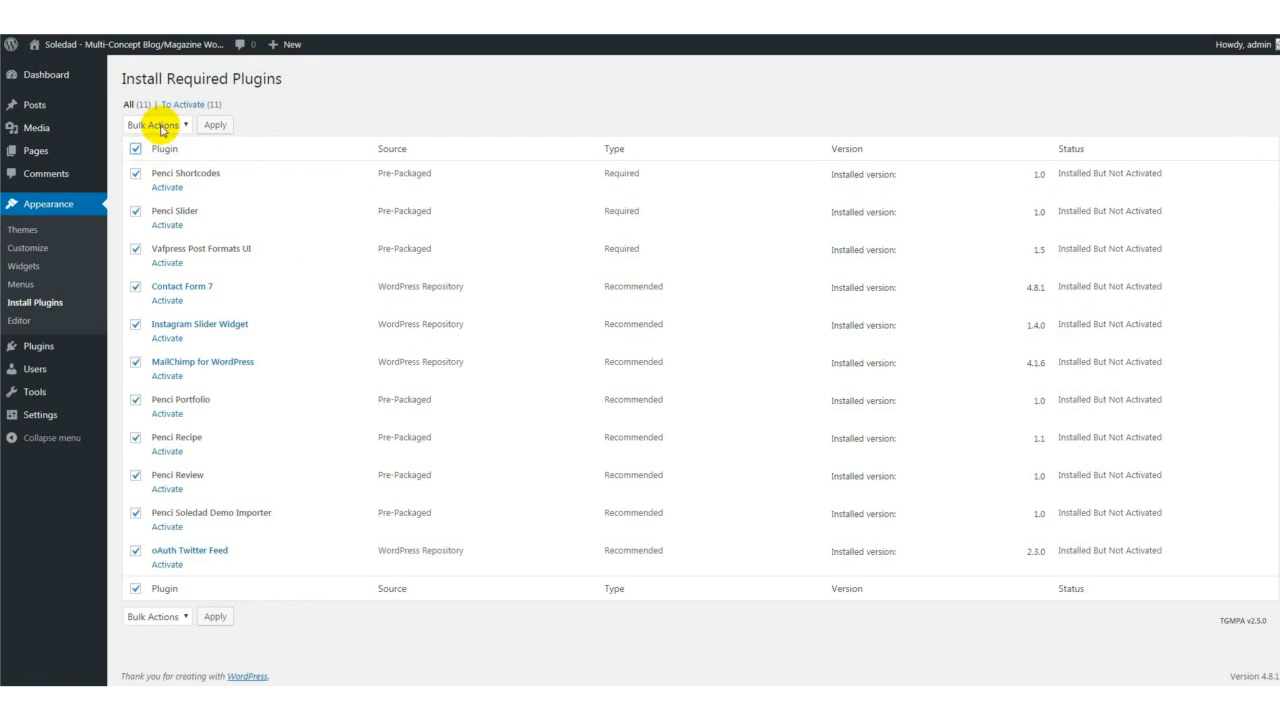 Soledad - Multi-Concept Blog/Magazine Wo... 0 New Howdy, admin
Dashboard
Posts
Media
Pages
Comments
Appearance
Themes
Customize
Widgets
Menus
Install Plugins
Editor
Plugins
Users
Tools
Settings
Collapse menu
Install Required Plugins
All (11) | To Activate (11)
Bulk Actions Apply
Plugin Source Type Version Status
Penci Shortcodes Pre-Packaged Required Installed version: 1.0 Installed But Not Activated
Activate
Penci Slider Pre-Packaged Required Installed version: 1.0 Installed But Not Activated
Activate
Vafpress Post Formats UI Pre-Packaged Required Installed version: 1.5 Installed But Not Activated
Activate
Contact Form 7 WordPress Repository Recommended Installed version: 4.8.1 Installed But Not Activated
Activate
Instagram Slider Widget WordPress Repository Recommended Installed version: 1.4.0 Installed But Not Activated
Activate
MailChimp for WordPress WordPress Repository Recommended Installed version: 4.1.6 Installed But Not Activated
Activate
Penci Portfolio Pre-Packaged Recommended Installed version: 1.0 Installed But Not Activated
Activate
Penci Recipe Pre-Packaged Recommended Installed version: 1.1 Installed But Not Activated
Activate
Penci Review Pre-Packaged Recommended Installed version: 1.0 Installed But Not Activated
Activate
Penci Soledad Demo Importer Pre-Packaged Recommended Installed version: 1.0 Installed But Not Activated
Activate
oAuth Twitter Feed WordPress Repository Recommended Installed version: 2.3.0 Installed But Not Activated
Activate
Plugin Source Type Version Status
Bulk Actions Apply
TGMPA v2.5.0
Thank you for creating with WordPress. Version 4.8.1